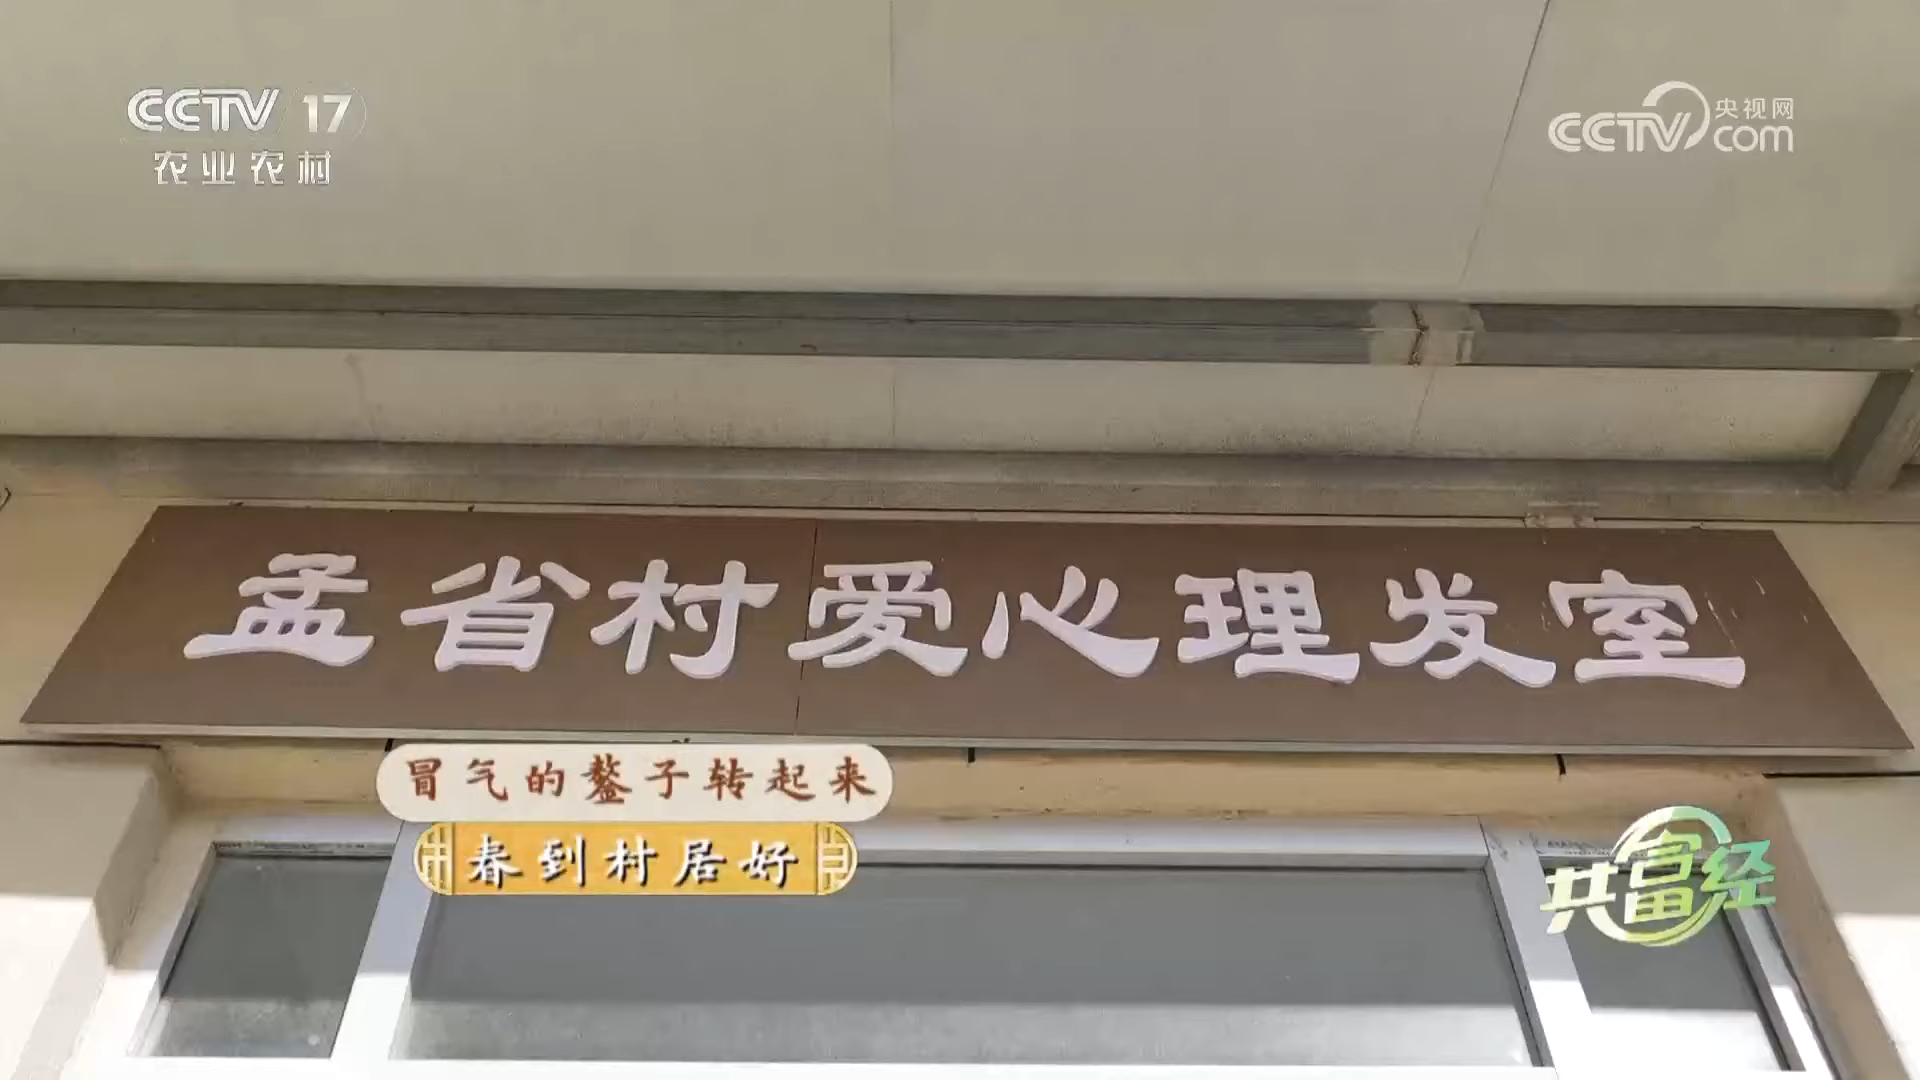 CCTV 17
农业农村
央视网
CCTV com
孟省村爱心理发室
冒气的鏊子转起来
春到村居好
共富经